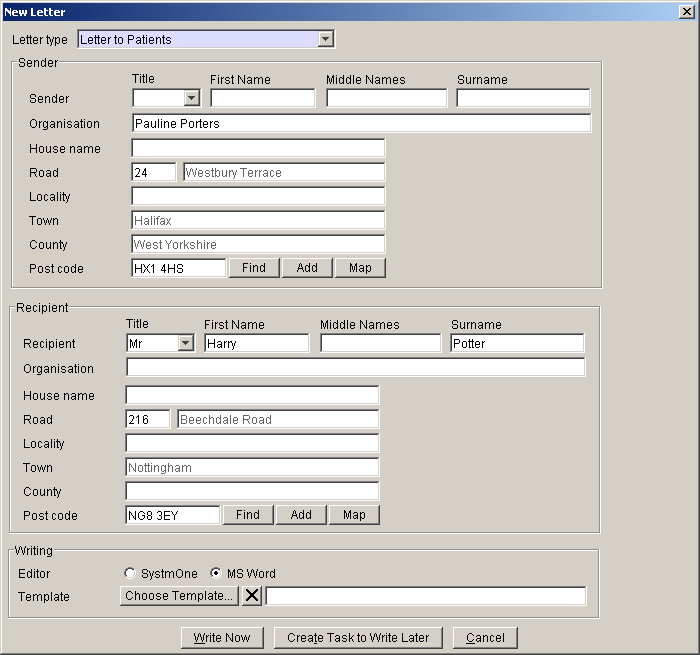 New Letter
Letter type Letter to Patients
Sender
Title First Name Middle Names Surname
Sender
Organisation Pauline Porters
House name
Road 24 Westbury Terrace
Locality
Town Halifax
County West Yorkshire
Post code HX1 4HS Find Add Map
Recipient
Title First Name Middle Names Surname
Recipient Mr Harry Potter
Organisation
House name
Road 216 Beechdale Road
Locality
Town Nottingham
County
Post code NG8 3EY Find Add Map
Writing
Editor SystmOne MS Word
Template Choose Template...
Write Now Create Task to Write Later Cancel